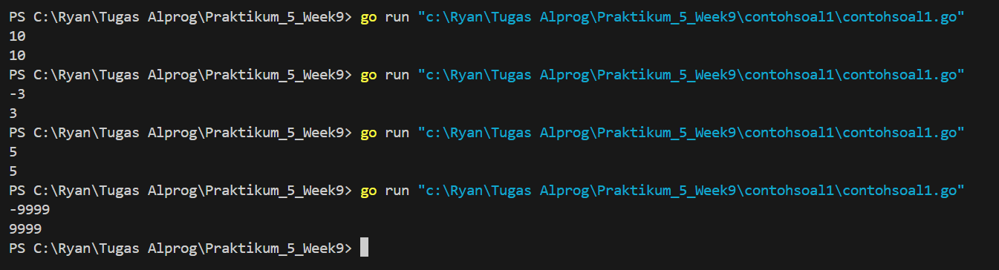 PS C:\Ryan\Tugas Alprog\Praktikum_5_Week9> go run "c:\Ryan\Tugas Alprog\Praktikum_5_Week9\contohsoal1\contohsoal1.go"
10
10
PS C:\Ryan\Tugas Alprog\Praktikum_5_Week9> go run "c:\Ryan\Tugas Alprog\Praktikum_5_Week9\contohsoal1\contohsoal1.go"
-3
3
PS C:\Ryan\Tugas Alprog\Praktikum_5_Week9> go run "c:\Ryan\Tugas Alprog\Praktikum_5_Week9\contohsoal1\contohsoal1.go"
5
5
PS C:\Ryan\Tugas Alprog\Praktikum_5_Week9> go run "c:\Ryan\Tugas Alprog\Praktikum_5_Week9\contohsoal1\contohsoal1.go"
-9999
9999
PS C:\Ryan\Tugas Alprog\Praktikum_5_Week9>